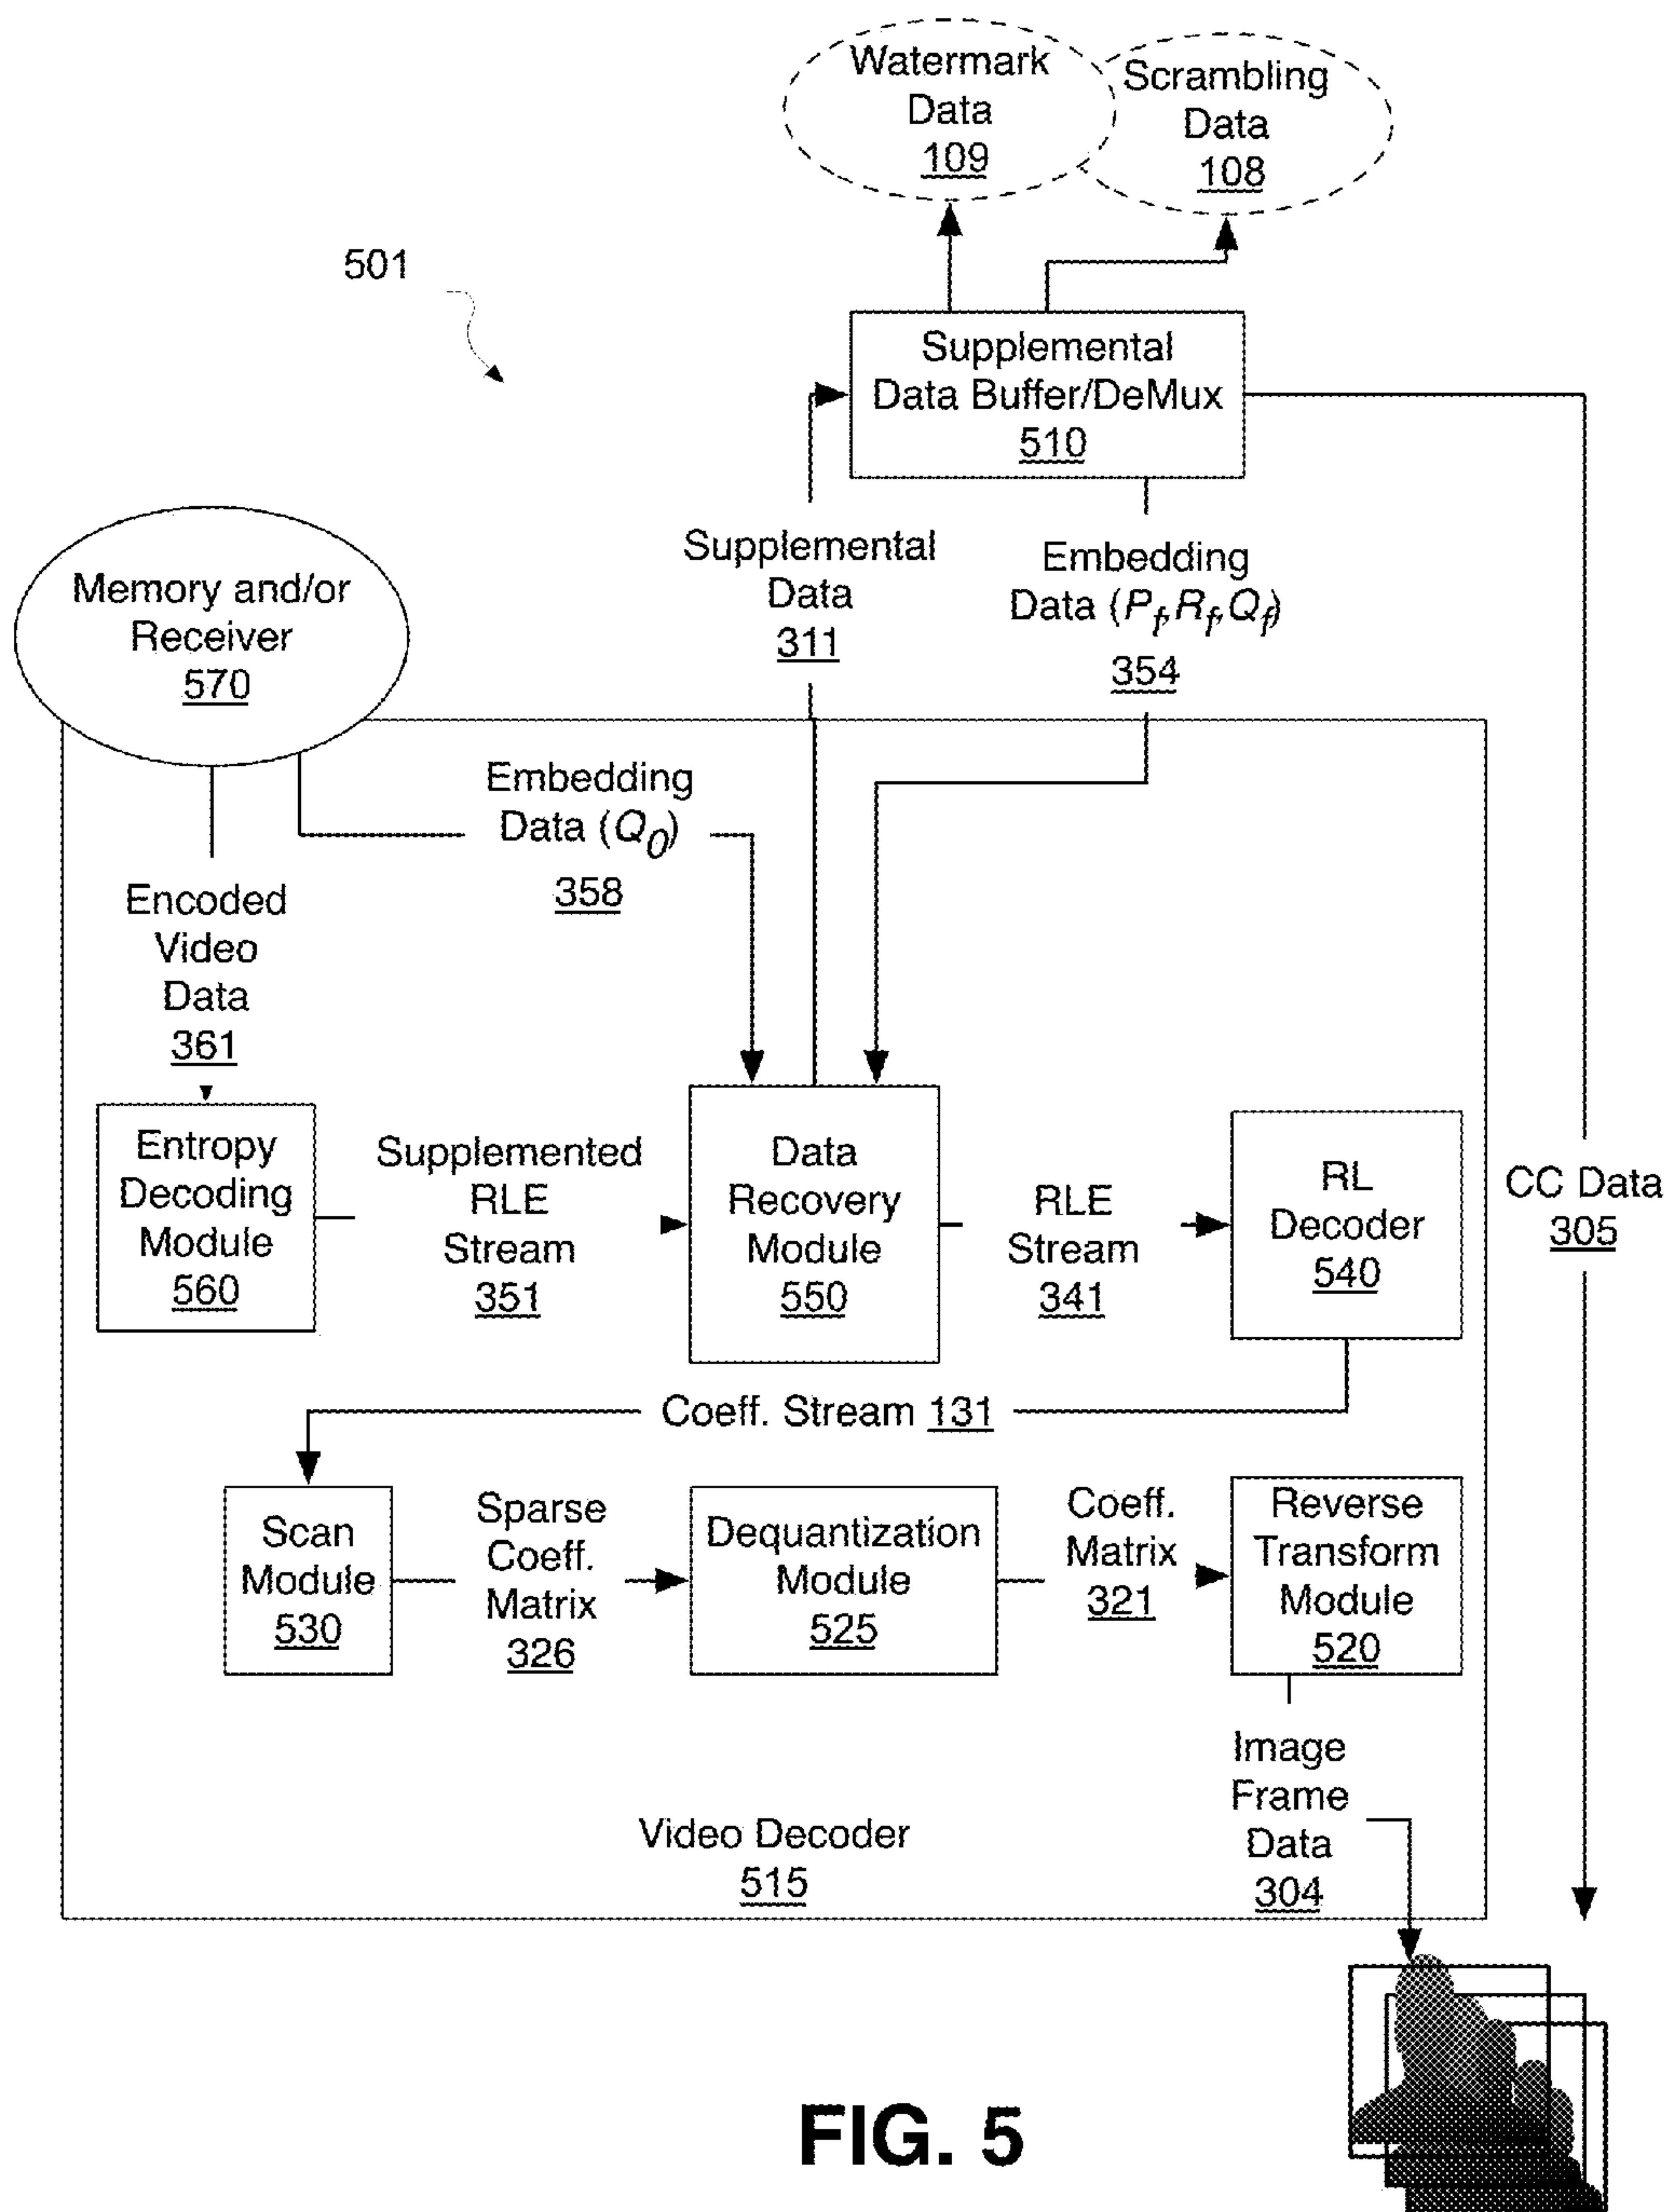 Watermark
Data
109
Scrambling
Data
108
501
Supplemental
Data Buffer/DeMux
510
Supplemental
Data
311
Embedding
Data (Pf,Rf,Qf)
354
Memory and/or
Receiver
570
Embedding
Data (Q0)
358
Encoded
Video
Data
361
Entropy
Decoding
Module
560
Supplemented
RLE
Stream
351
Data
Recovery
Module
550
RLE
Stream
341
RL
Decoder
540
CC Data
305
Coeff. Stream 131
Scan
Module
530
Sparse
Coeff.
Matrix
326
Dequantization
Module
525
Coeff.
Matrix
321
Reverse
Transform
Module
520
Image
Frame
Data
304
Video Decoder
515
FIG. 5